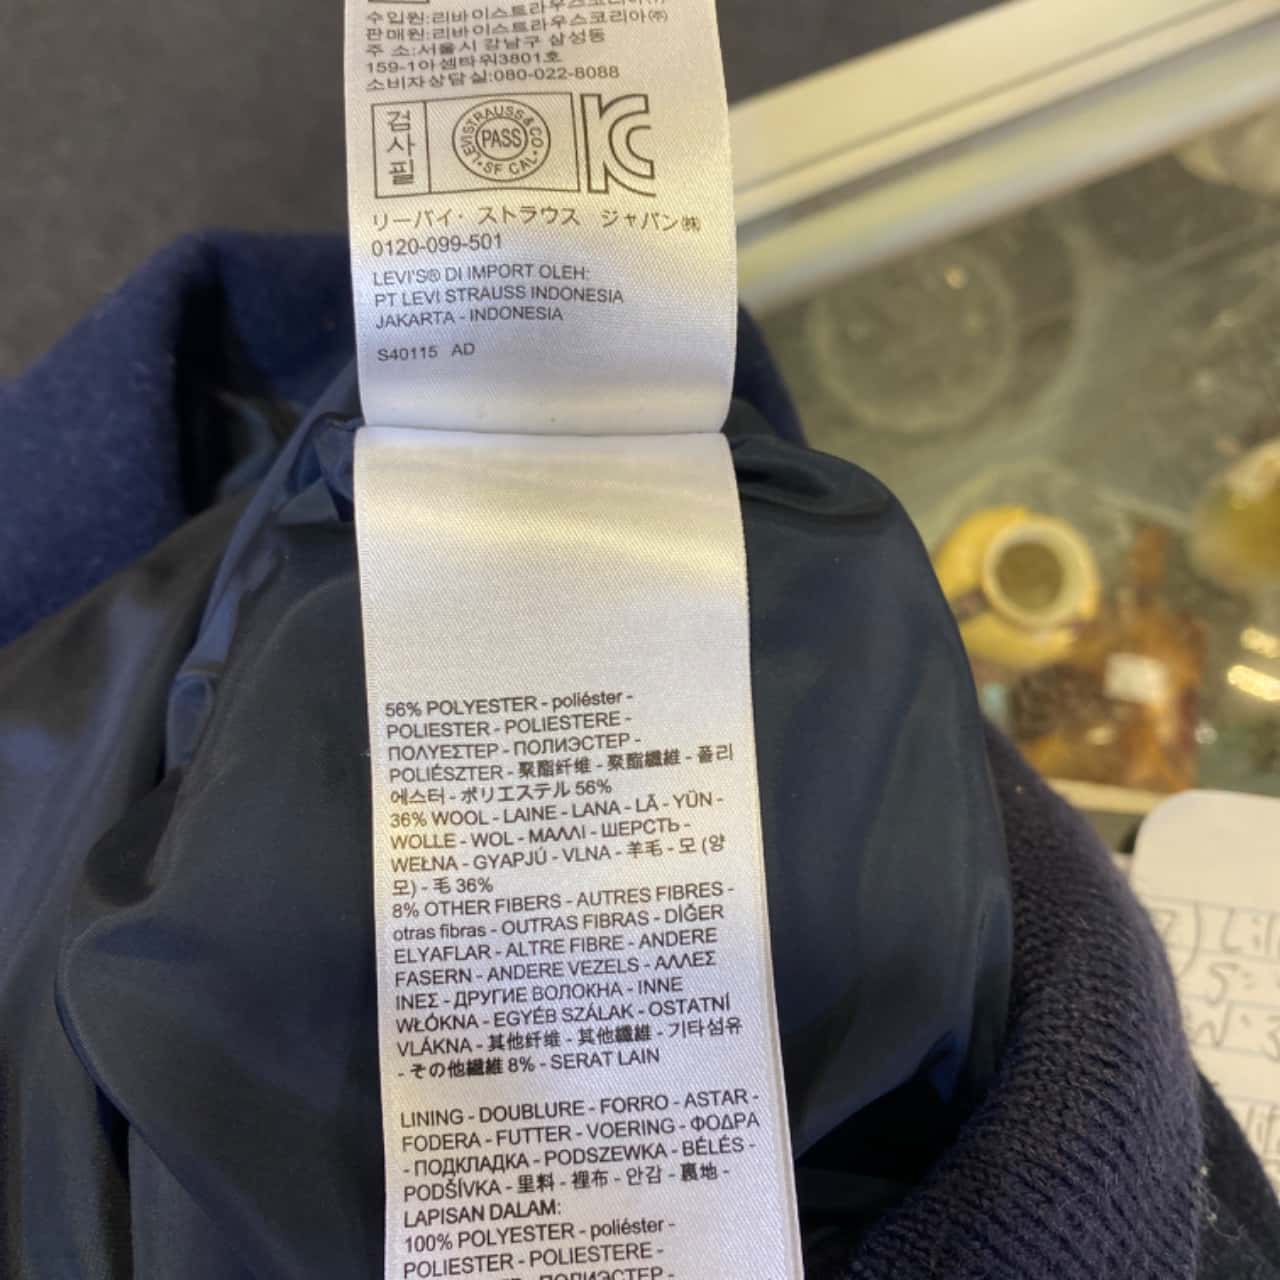 수입원:리바이스트라우스코리아㈜
판매원:리바이스트라우스코리아㈜
주 소:서울시 강남구 삼성동
159-1아셈타워3801호
소비자상담실:080-022-8088
검사필
LEVI STRAUSS & CO
PASS
SF CAL
KC
リーバイ・ストラウス ジャパン㈱
0120-099-501
LEVI'S® DI IMPORT OLEH:
PT LEVI STRAUSS INDONESIA
JAKARTA - INDONESIA
S40115 AD
56% POLYESTER - poliéster -
POLIESTER - POLIESTERE -
ΠΟΛΥΕΣΤΕΡ - ПОЛИЭСТЕР -
POLIÉSZTER - 聚酯纤维 - 聚酯纖維 - 폴리
에스터 - ポリエステル 56%
36% WOOL - LAINE - LANA - LÃ - YÜN -
WOLLE - WOL - ΜΑΛΛΙ - ШЕРСТЬ -
WEŁNA - GYAPJÚ - VLNA - 羊毛 - 모 (양
모) - 毛 36%
8% OTHER FIBERS - AUTRES FIBRES -
otras fibras - OUTRAS FIBRAS - DİĞER
ELYAFLAR - ALTRE FIBRE - ANDERE
FASERN - ANDERE VEZELS - ΑΛΛΕΣ
ΙΝΕΣ - ДРУГИЕ ВОЛОКНА - INNE
WŁÓKNA - EGYÉB SZÁLAK - OSTATNÍ
VLÁKNA - 其他纤维 - 其他纖維 - 기타섬유
- その他繊維 8% - SERAT LAIN
LINING - DOUBLURE - FORRO - ASTAR -
FODERA - FUTTER - VOERING - ΦΟΔΡΑ
- ПОДКЛАДКА - PODSZEWKA - BÉLÉS -
PODŠÍVKA - 里料 - 裡布 - 안감 - 裏地 -
LAPISAN DALAM:
100% POLYESTER - poliéster -
POLIESTER - POLIESTERE -